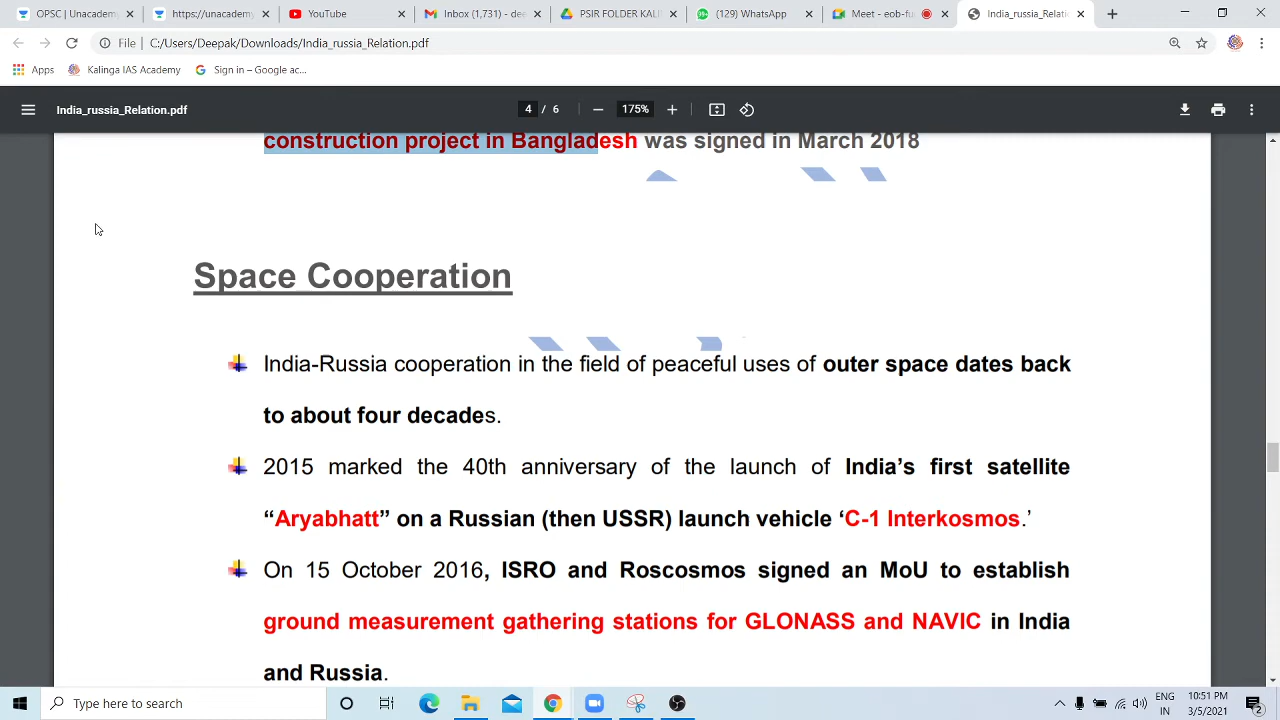 OPSC | Unacademy
https://unacademy
YouTube
Inbox (1,731) - dee
PSIR FOLDER KALI
(129) WhatsApp
Meet - eob-fu
India_russia_Relatio
File | C:/Users/Deepak/Downloads/India_russia_Relation.pdf
Apps Kalinga IAS Academy Sign in – Google ac...
India_russia_Relation.pdf 4 / 6 175%
construction project in Bangladesh was signed in March 2018
Space Cooperation
India-Russia cooperation in the field of peaceful uses of outer space dates back
to about four decades.
2015 marked the 40th anniversary of the launch of India's first satellite
“Aryabhatt” on a Russian (then USSR) launch vehicle ‘C-1 Interkosmos.’
On 15 October 2016, ISRO and Roscosmos signed an MoU to establish
ground measurement gathering stations for GLONASS and NAVIC in India
and Russia.
Type here to search
ENG
IN
10:51 PM
3/5/2021
2